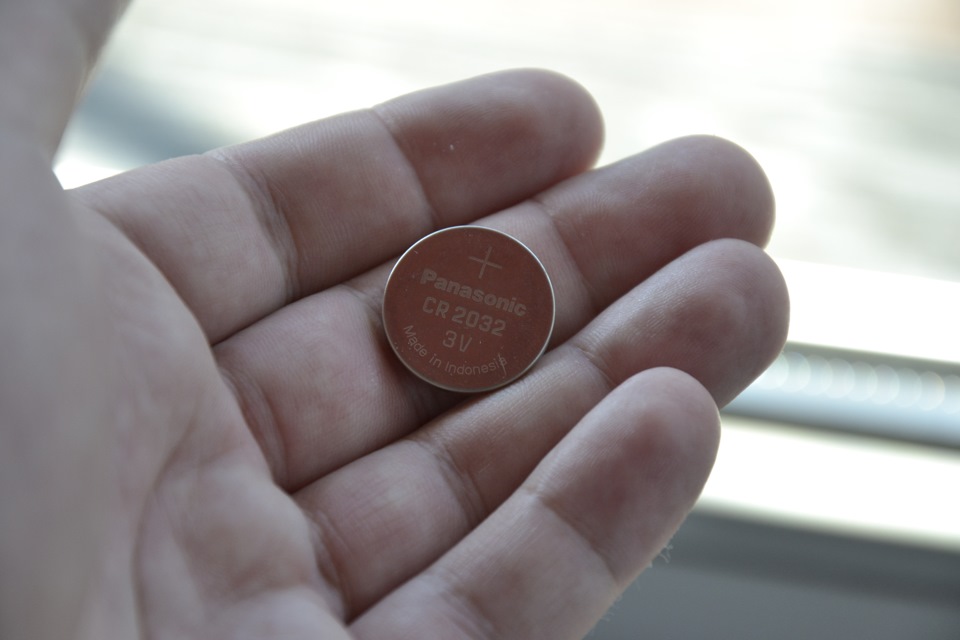 +
Panasonic
CR 2032
3V
Made in Indonesia